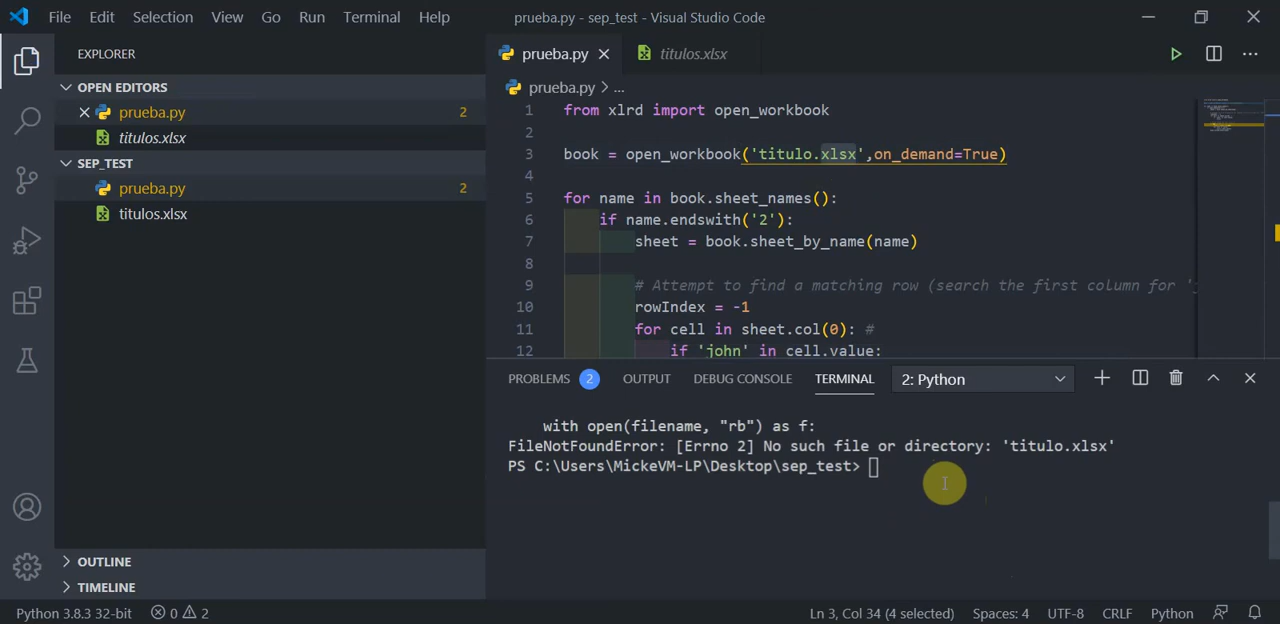 File Edit Selection View Go Run Terminal Help prueba.py - sep_test - Visual Studio Code
EXPLORER
OPEN EDITORS
prueba.py 2
titulos.xlsx
SEP_TEST
prueba.py 2
titulos.xlsx
OUTLINE
TIMELINE
prueba.py titulos.xlsx
prueba.py > ...
1 from xlrd import open_workbook
2
3 book = open_workbook('titulo.xlsx',on_demand=True)
4
5 for name in book.sheet_names():
6 if name.endswith('2'):
7 sheet = book.sheet_by_name(name)
8
9 # Attempt to find a matching row (search the first column for 'j
10 rowIndex = -1
11 for cell in sheet.col(0): #
12 if 'john' in cell.value:
PROBLEMS 2 OUTPUT DEBUG CONSOLE TERMINAL 2: Python
with open(filename, "rb") as f:
FileNotFoundError: [Errno 2] No such file or directory: 'titulo.xlsx'
PS C:\Users\MickeVM-LP\Desktop\sep_test>
Python 3.8.3 32-bit 0 2 Ln 3, Col 34 (4 selected) Spaces: 4 UTF-8 CRLF Python